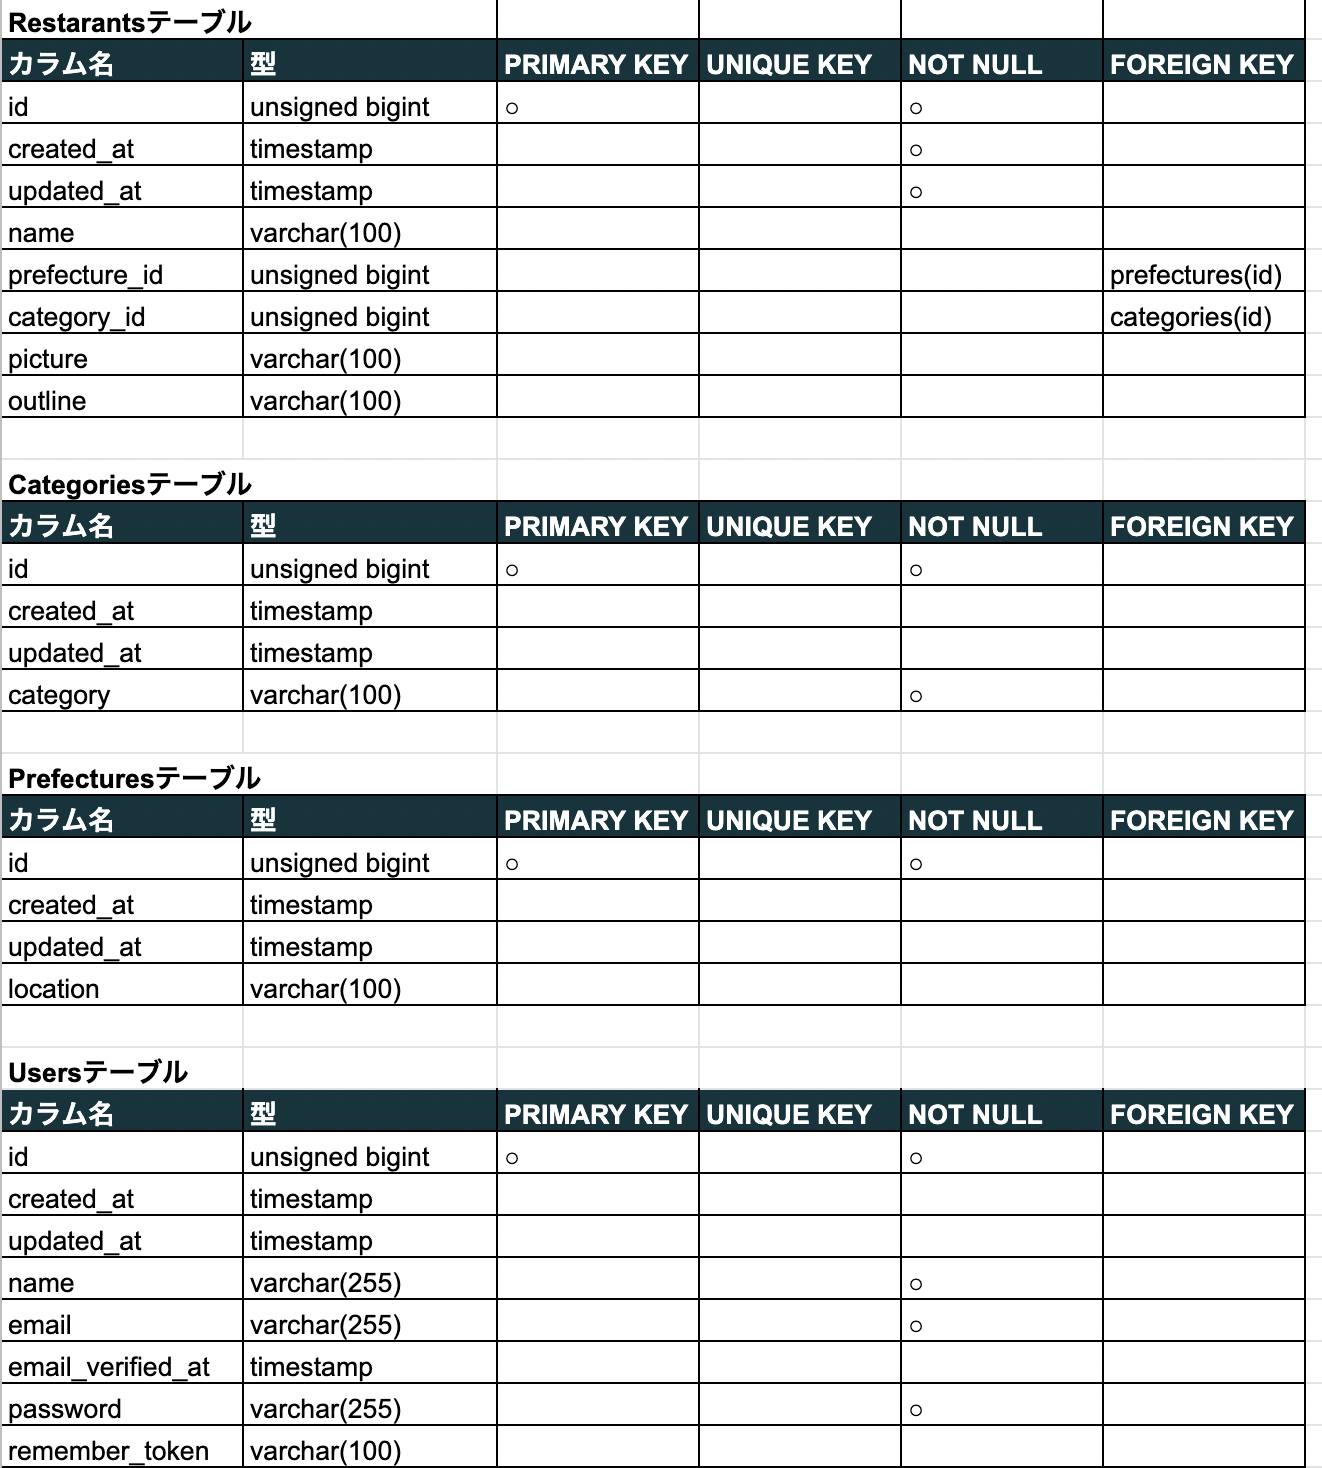 Restarantsテーブル
カラム名 型 PRIMARY KEY UNIQUE KEY NOT NULL FOREIGN KEY
id unsigned bigint ○ ○
created_at timestamp ○
updated_at timestamp ○
name varchar(100)
prefecture_id unsigned bigint prefectures(id)
category_id unsigned bigint categories(id)
picture varchar(100)
outline varchar(100)
Categoriesテーブル
カラム名 型 PRIMARY KEY UNIQUE KEY NOT NULL FOREIGN KEY
id unsigned bigint ○ ○
created_at timestamp
updated_at timestamp
category varchar(100) ○
Prefecturesテーブル
カラム名 型 PRIMARY KEY UNIQUE KEY NOT NULL FOREIGN KEY
id unsigned bigint ○ ○
created_at timestamp
updated_at timestamp
location varchar(100)
Usersテーブル
カラム名 型 PRIMARY KEY UNIQUE KEY NOT NULL FOREIGN KEY
id unsigned bigint ○ ○
created_at timestamp
updated_at timestamp
name varchar(255) ○
email varchar(255) ○
email_verified_at timestamp
password varchar(255) ○
remember_token varchar(100)